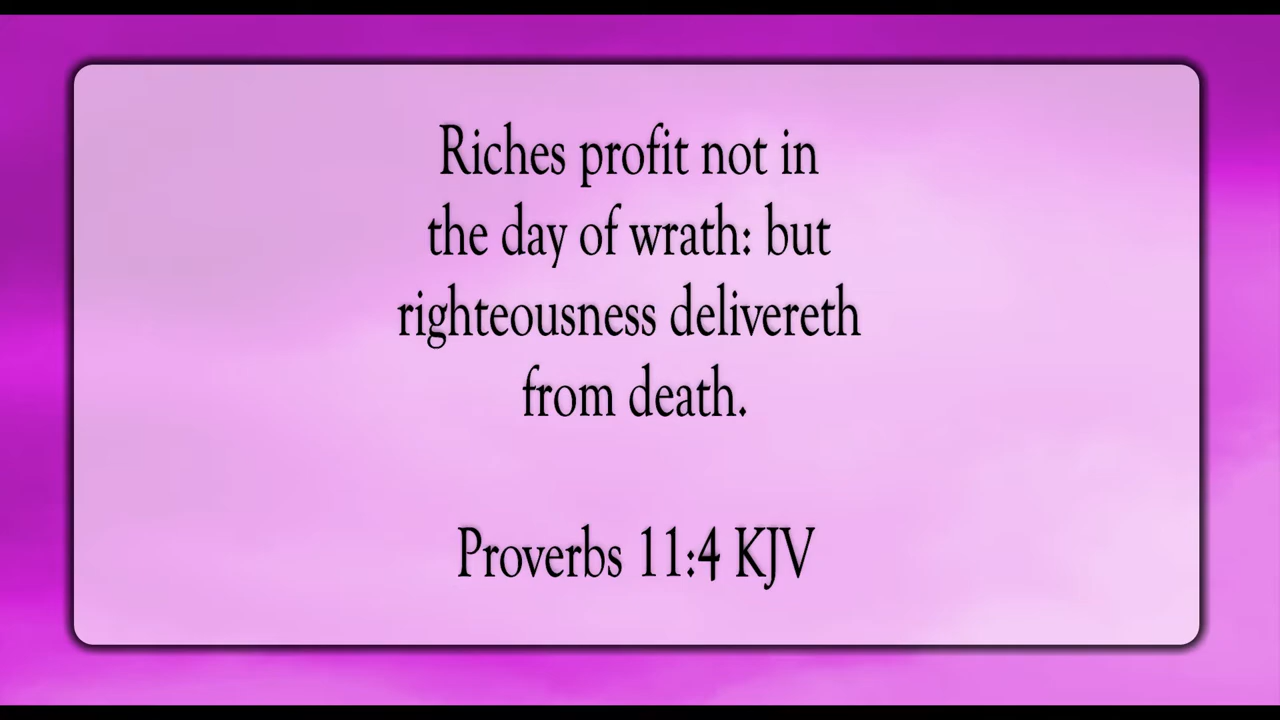 Riches profit not in
the day of wrath: but
righteousness delivereth
from death.
Proverbs 11:4 KJV